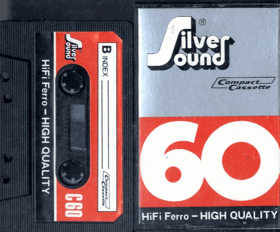 Silver Sound
HiFi Ferro – HIGH QUALITY
B INDEX
Compact Cassette
C60
Silver ®
Sound
Compact
Cassette
60
HiFi Ferro – HIGH QUALITY